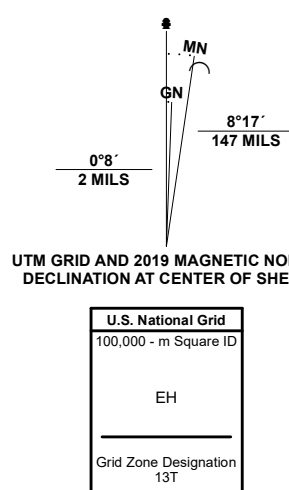 MN
GN
8°17´
147 MILS
0°8´
2 MILS
UTM GRID AND 2019 MAGNETIC NO
DECLINATION AT CENTER OF SHE
U.S. National Grid
100,000 - m Square ID
EH
Grid Zone Designation
13T